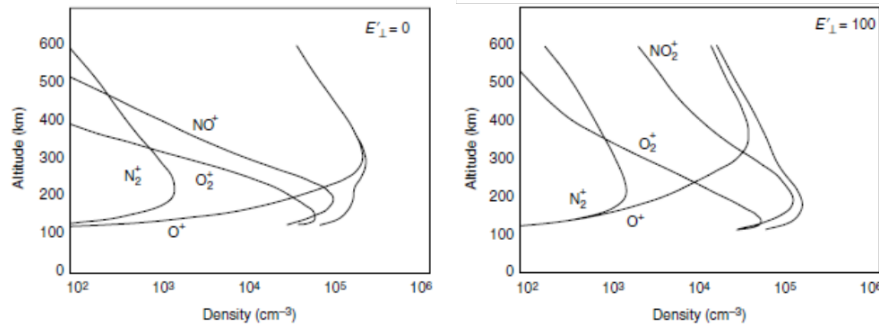 E′⊥ = 0
600
500
400
300
200
100
0
Altitude (km)
NO⁺
N₂⁺
O₂⁺
O⁺
10² 10³ 10⁴ 10⁵ 10⁶
Density (cm⁻³)
E′⊥ = 100
600
500
400
300
200
100
0
Altitude (km)
NO₂⁺
O₂⁺
N₂⁺
O⁺
10² 10³ 10⁴ 10⁵ 10⁶
Density (cm⁻³)